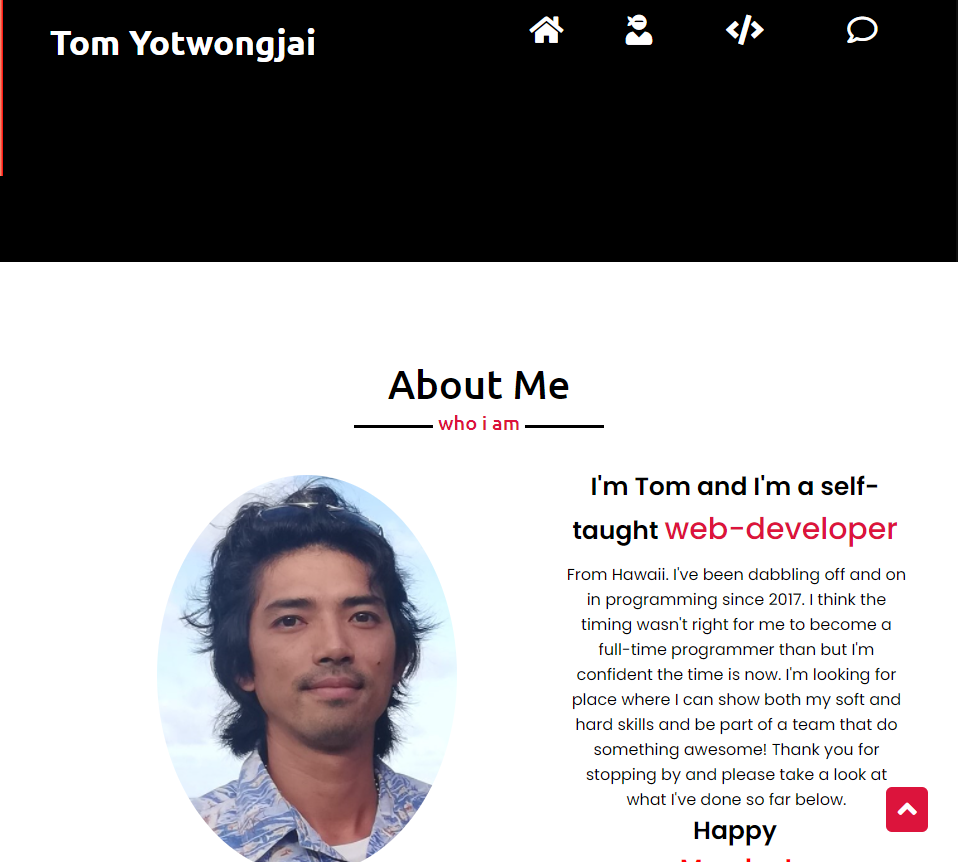 Tom Yotwongjai
About Me
who i am
I'm Tom and I'm a self-
taught web-developer
From Hawaii. I've been dabbling off and on
in programming since 2017. I think the
timing wasn't right for me to become a
full-time programmer than but I'm
confident the time is now. I'm looking for
place where I can show both my soft and
hard skills and be part of a team that do
something awesome! Thank you for
stopping by and please take a look at
what I've done so far below.
Happy